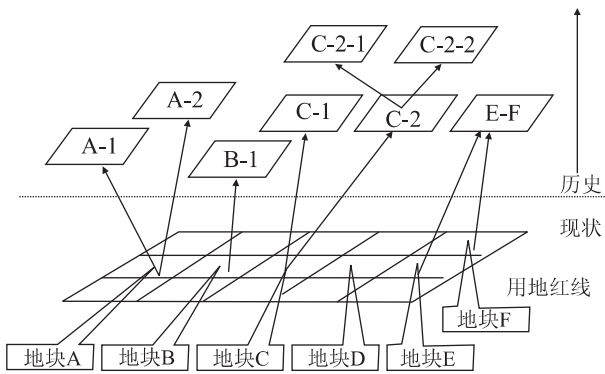 C-2-1
C-2-2
A-2
C-1
C-2
E-F
A-1
B-1
历史
现状
用地红线
地块F
地块A
地块B
地块C
地块D
地块E